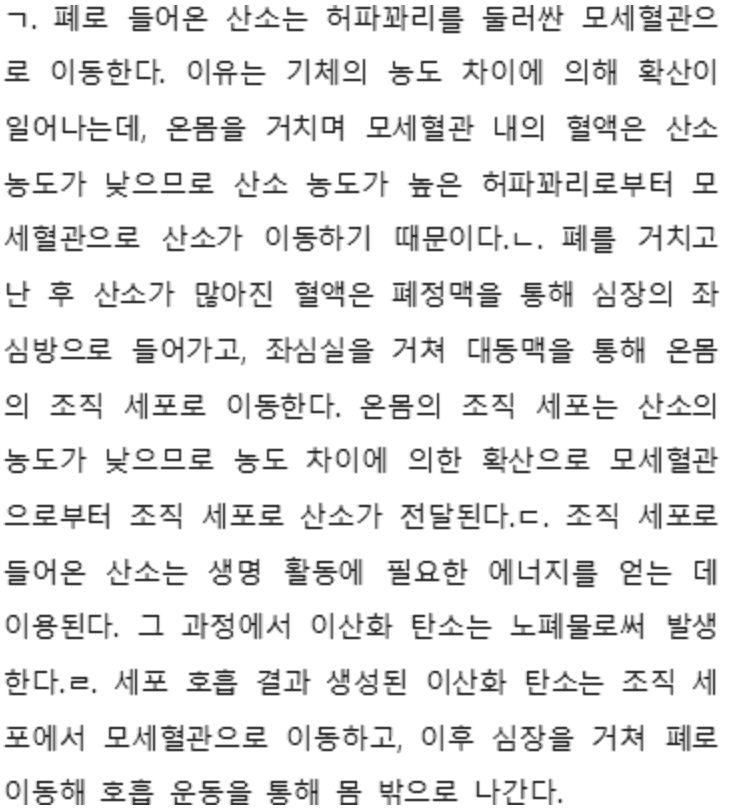 ㄱ. 폐로 들어온 산소는 허파꽈리를 둘러싼 모세혈관으
로 이동한다. 이유는 기체의 농도 차이에 의해 확산이
일어나는데, 온몸을 거치며 모세혈관 내의 혈액은 산소
농도가 낮으므로 산소 농도가 높은 허파꽈리로부터 모
세혈관으로 산소가 이동하기 때문이다.ㄴ. 폐를 거치고
난 후 산소가 많아진 혈액은 폐정맥을 통해 심장의 좌
심방으로 들어가고, 좌심실을 거쳐 대동맥을 통해 온몸
의 조직 세포로 이동한다. 온몸의 조직 세포는 산소의
농도가 낮으므로 농도 차이에 의한 확산으로 모세혈관
으로부터 조직 세포로 산소가 전달된다.ㄷ. 조직 세포로
들어온 산소는 생명 활동에 필요한 에너지를 얻는 데
이용된다. 그 과정에서 이산화 탄소는 노폐물로써 발생
한다.ㄹ. 세포 호흡 결과 생성된 이산화 탄소는 조직 세
포에서 모세혈관으로 이동하고, 이후 심장을 거쳐 폐로
이동해 호흡 운동을 통해 몸 밖으로 나간다.